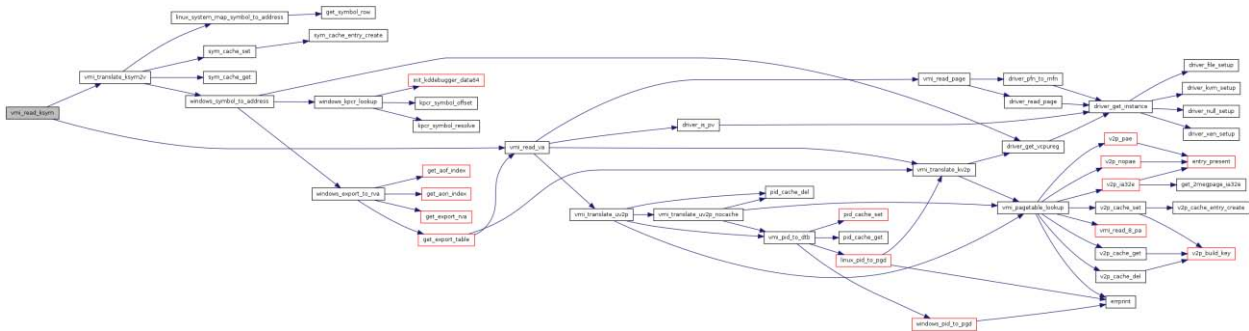 vmi_read_ksym
vmi_translate_ksym2v
linux_system_map_symbol_to_address
get_symbol_row
sym_cache_set
sym_cache_entry_create
sym_cache_get
windows_symbol_to_address
windows_kpcr_lookup
init_kddebugger_data64
kpcr_symbol_offset
kpcr_symbol_resolve
windows_export_to_rva
get_aof_index
get_aon_index
get_export_rva
get_export_table
vmi_read_va
driver_is_pv
vmi_read_page
driver_pfn_to_mfn
driver_read_page
driver_get_instance
driver_file_setup
driver_kvm_setup
driver_null_setup
driver_xen_setup
driver_get_vcpureg
vmi_translate_kv2p
vmi_translate_uv2p
vmi_translate_uv2p_nocache
pid_cache_del
vmi_pid_to_dtb
pid_cache_set
pid_cache_get
linux_pid_to_pgd
windows_pid_to_pgd
vmi_pagetable_lookup
v2p_pae
v2p_nopae
v2p_ia32e
entry_present
get_2megpage_ia32e
v2p_cache_set
v2p_cache_entry_create
vmi_read_8_pa
v2p_cache_get
v2p_build_key
v2p_cache_del
errprint